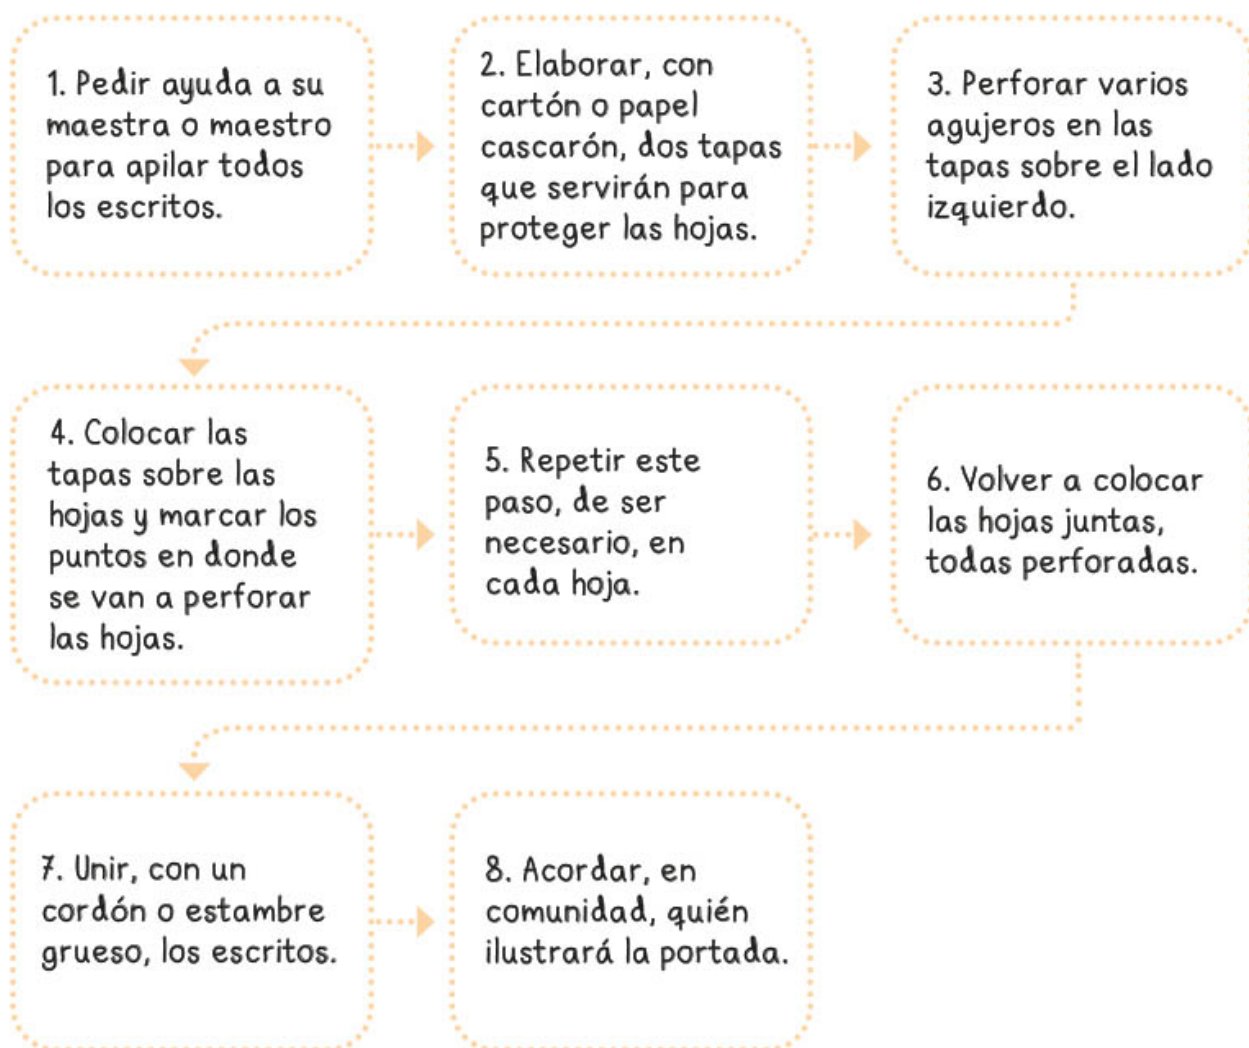 1. Pedir ayuda a su
maestra o maestro
para apilar todos
los escritos.
2. Elaborar, con
cartón o papel
cascarón, dos tapas
que servirán para
proteger las hojas.
3. Perforar varios
agujeros en las
tapas sobre el lado
izquierdo.
4. Colocar las
tapas sobre las
hojas y marcar los
puntos en donde
se van a perforar
las hojas.
5. Repetir este
paso, de ser
necesario, en
cada hoja.
6. Volver a colocar
las hojas juntas,
todas perforadas.
7. Unir, con un
cordón o estambre
grueso, los escritos.
8. Acordar, en
comunidad, quién
ilustrará la portada.